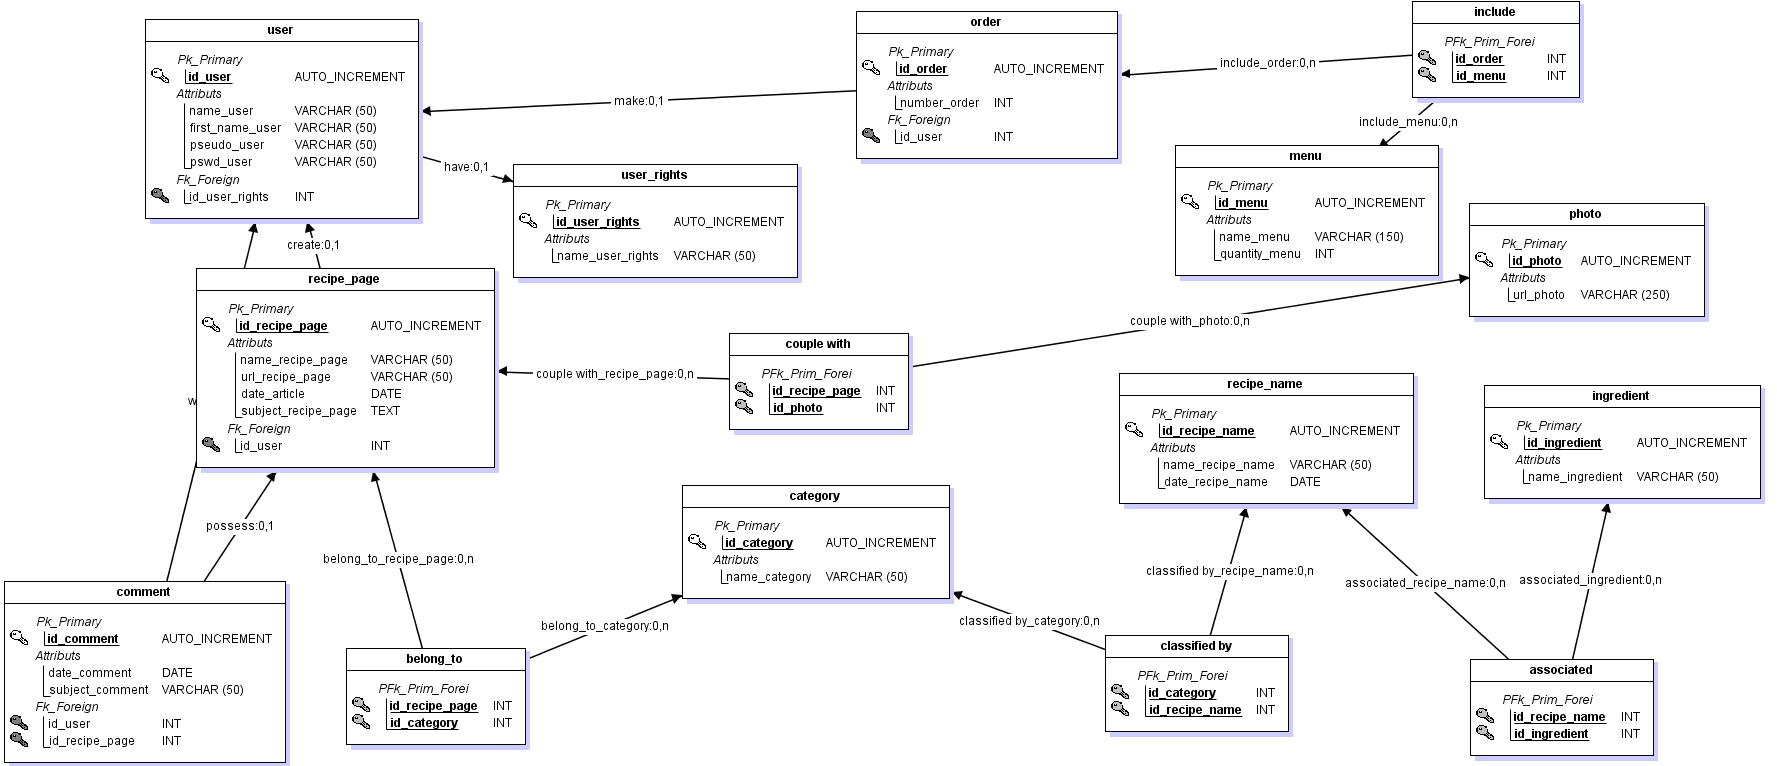 user
Pk_Primary
id_user AUTO_INCREMENT
Attributs
name_user VARCHAR (50)
first_name_user VARCHAR (50)
pseudo_user VARCHAR (50)
pswd_user VARCHAR (50)
Fk_Foreign
id_user_rights INT
make:0,1
order
Pk_Primary
id_order AUTO_INCREMENT
Attributs
number_order INT
Fk_Foreign
id_user INT
include_order:0,n
include
PFk_Prim_Forei
id_order INT
id_menu INT
include_menu:0,n
menu
Pk_Primary
id_menu AUTO_INCREMENT
Attributs
name_menu VARCHAR (150)
quantity_menu INT
have:0,1
user_rights
Pk_Primary
id_user_rights AUTO_INCREMENT
Attributs
name_user_rights VARCHAR (50)
photo
Pk_Primary
id_photo AUTO_INCREMENT
Attributs
url_photo VARCHAR (250)
create:0,1
recipe_page
Pk_Primary
id_recipe_page AUTO_INCREMENT
Attributs
name_recipe_page VARCHAR (50)
url_recipe_page VARCHAR (50)
date_article DATE
subject_recipe_page TEXT
Fk_Foreign
id_user INT
couple with_recipe_page:0,n
couple with
PFk_Prim_Forei
id_recipe_page INT
id_photo INT
couple with_photo:0,n
recipe_name
Pk_Primary
id_recipe_name AUTO_INCREMENT
Attributs
name_recipe_name VARCHAR (50)
date_recipe_name DATE
ingredient
Pk_Primary
id_ingredient AUTO_INCREMENT
Attributs
name_ingredient VARCHAR (50)
category
Pk_Primary
id_category AUTO_INCREMENT
Attributs
name_category VARCHAR (50)
possess:0,1
belong_to_recipe_page:0,n
belong_to_category:0,n
classified by_category:0,n
classified by_recipe_name:0,n
associated_recipe_name:0,n
associated_ingredient:0,n
comment
Pk_Primary
id_comment AUTO_INCREMENT
Attributs
date_comment DATE
subject_comment VARCHAR (50)
Fk_Foreign
id_user INT
id_recipe_page INT
belong_to
PFk_Prim_Forei
id_recipe_page INT
id_category INT
classified by
PFk_Prim_Forei
id_category INT
id_recipe_name INT
associated
PFk_Prim_Forei
id_recipe_name INT
id_ingredient INT